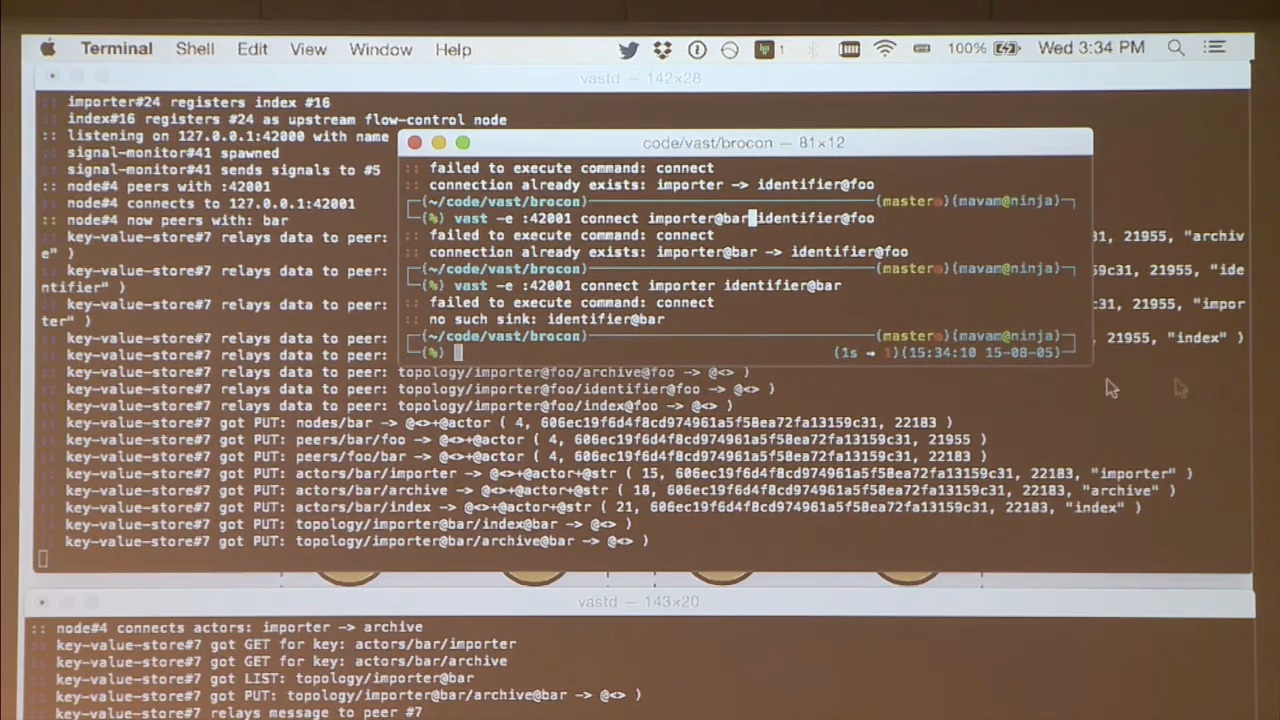 Terminal Shell Edit View Window Help 1 100% Wed 3:34 PM
vastd — 142×28
:: importer#24 registers index #16
:: index#16 registers #24 as upstream flow-control node
:: listening on 127.0.0.1:42000 with name
:: signal-monitor#41 spawned
:: signal-monitor#41 sends signals to #5
:: node#4 peers with :42001
:: node#4 connects to 127.0.0.1:42001
:: node#4 now peers with: bar
:: key-value-store#7 relays data to peer: 31, 21955, "archiv
e" )
:: key-value-store#7 relays data to peer: 59c31, 21955, "ide
ntifier" )
:: key-value-store#7 relays data to peer: c31, 21955, "impor
ter" )
:: key-value-store#7 relays data to peer: , 21955, "index" )
:: key-value-store#7 relays data to peer:
:: key-value-store#7 relays data to peer: topology/importer@foo/archive@foo -> @<> )
:: key-value-store#7 relays data to peer: topology/importer@foo/identifier@foo -> @<> )
:: key-value-store#7 relays data to peer: topology/importer@foo/index@foo -> @<> )
:: key-value-store#7 got PUT: nodes/bar -> @<>+@actor ( 4, 606ec19f6d4f8cd974961a5f58ea72fa13159c31, 22183 )
:: key-value-store#7 got PUT: peers/bar/foo -> @<>+@actor ( 4, 606ec19f6d4f8cd974961a5f58ea72fa13159c31, 21955 )
:: key-value-store#7 got PUT: peers/foo/bar -> @<>+@actor ( 4, 606ec19f6d4f8cd974961a5f58ea72fa13159c31, 22183 )
:: key-value-store#7 got PUT: actors/bar/importer -> @<>+@actor+@str ( 15, 606ec19f6d4f8cd974961a5f58ea72fa13159c31, 22183, "importer" )
:: key-value-store#7 got PUT: actors/bar/archive -> @<>+@actor+@str ( 18, 606ec19f6d4f8cd974961a5f58ea72fa13159c31, 22183, "archive" )
:: key-value-store#7 got PUT: actors/bar/index -> @<>+@actor+@str ( 21, 606ec19f6d4f8cd974961a5f58ea72fa13159c31, 22183, "index" )
:: key-value-store#7 got PUT: topology/importer@bar/index@bar -> @<> )
:: key-value-store#7 got PUT: topology/importer@bar/archive@bar -> @<> )
code/vast/brocon — 81×12
:: failed to execute command: connect
:: connection already exists: importer -> identifier@foo
(~/code/vast/brocon) (master●)(mavam@ninja)
(%) vast -e :42001 connect importer@bar identifier@foo
:: failed to execute command: connect
:: connection already exists: importer@bar -> identifier@foo
(~/code/vast/brocon) (master●)(mavam@ninja)
(%) vast -e :42001 connect importer identifier@bar
:: failed to execute command: connect
:: no such sink: identifier@bar
(~/code/vast/brocon) (master●)(mavam@ninja)
(%) (1s → 1)(15:34:10 15-08-05)
vastd — 143×20
:: node#4 connects actors: importer -> archive
:: key-value-store#7 got GET for key: actors/bar/importer
:: key-value-store#7 got GET for key: actors/bar/archive
:: key-value-store#7 got LIST: topology/importer@bar
:: key-value-store#7 got PUT: topology/importer@bar/archive@bar -> @<> )
:: key-value-store#7 relays message to peer #7